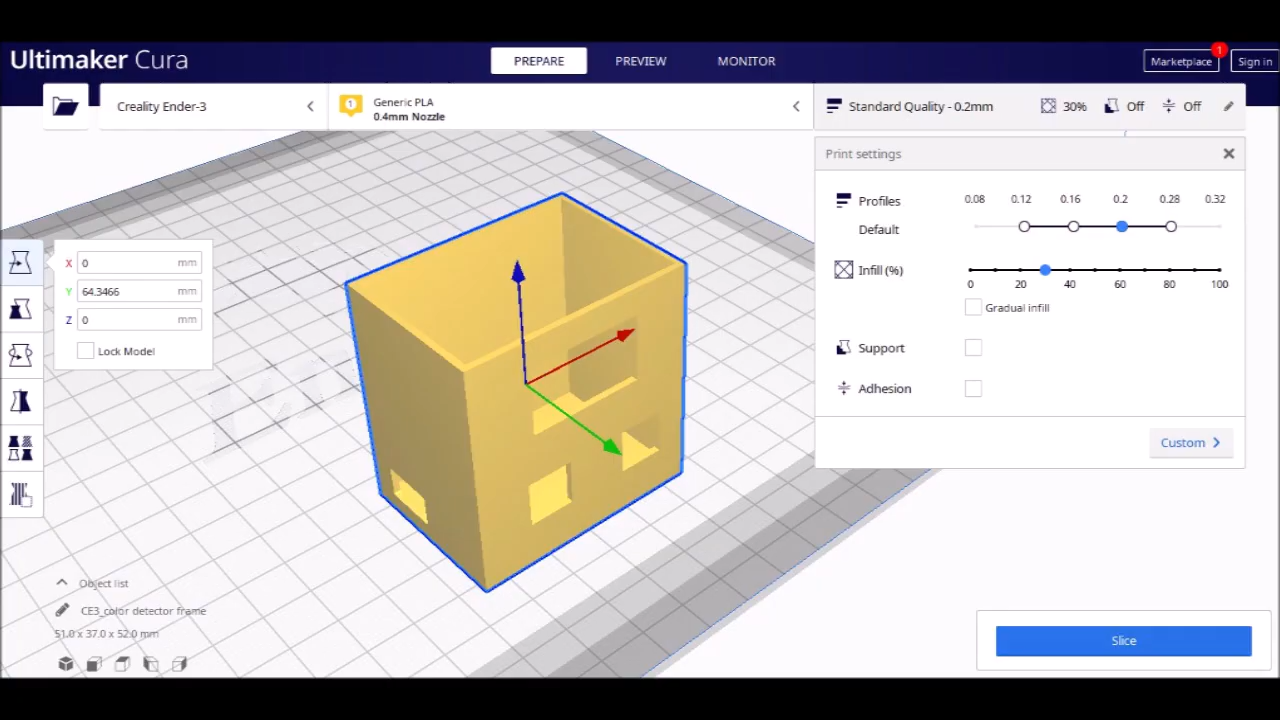 Ultimaker Cura
PREPARE
PREVIEW
MONITOR
Marketplace
1
Sign in
Creality Ender-3
1
Generic PLA
0.4mm Nozzle
Standard Quality - 0.2mm
30%
Off
Off
Print settings
Profiles
0.08 0.12 0.16 0.2 0.28 0.32
Default
Infill (%)
0 20 40 60 80 100
Gradual infill
Support
Adhesion
Custom
X 0 mm
Y 64.3466 mm
Z 0 mm
Lock Model
Object list
CE3_color detector frame
51.0 x 37.0 x 52.0 mm
Slice